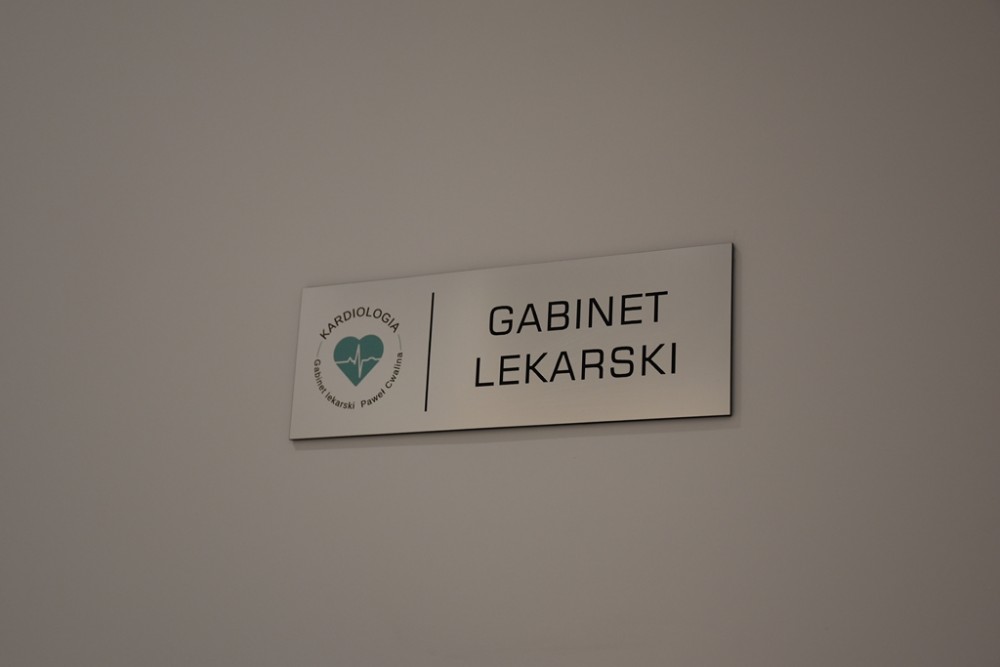 KARDIOLOGIA
Gabinet lekarski Paweł Cwalina
GABINET
LEKARSKI